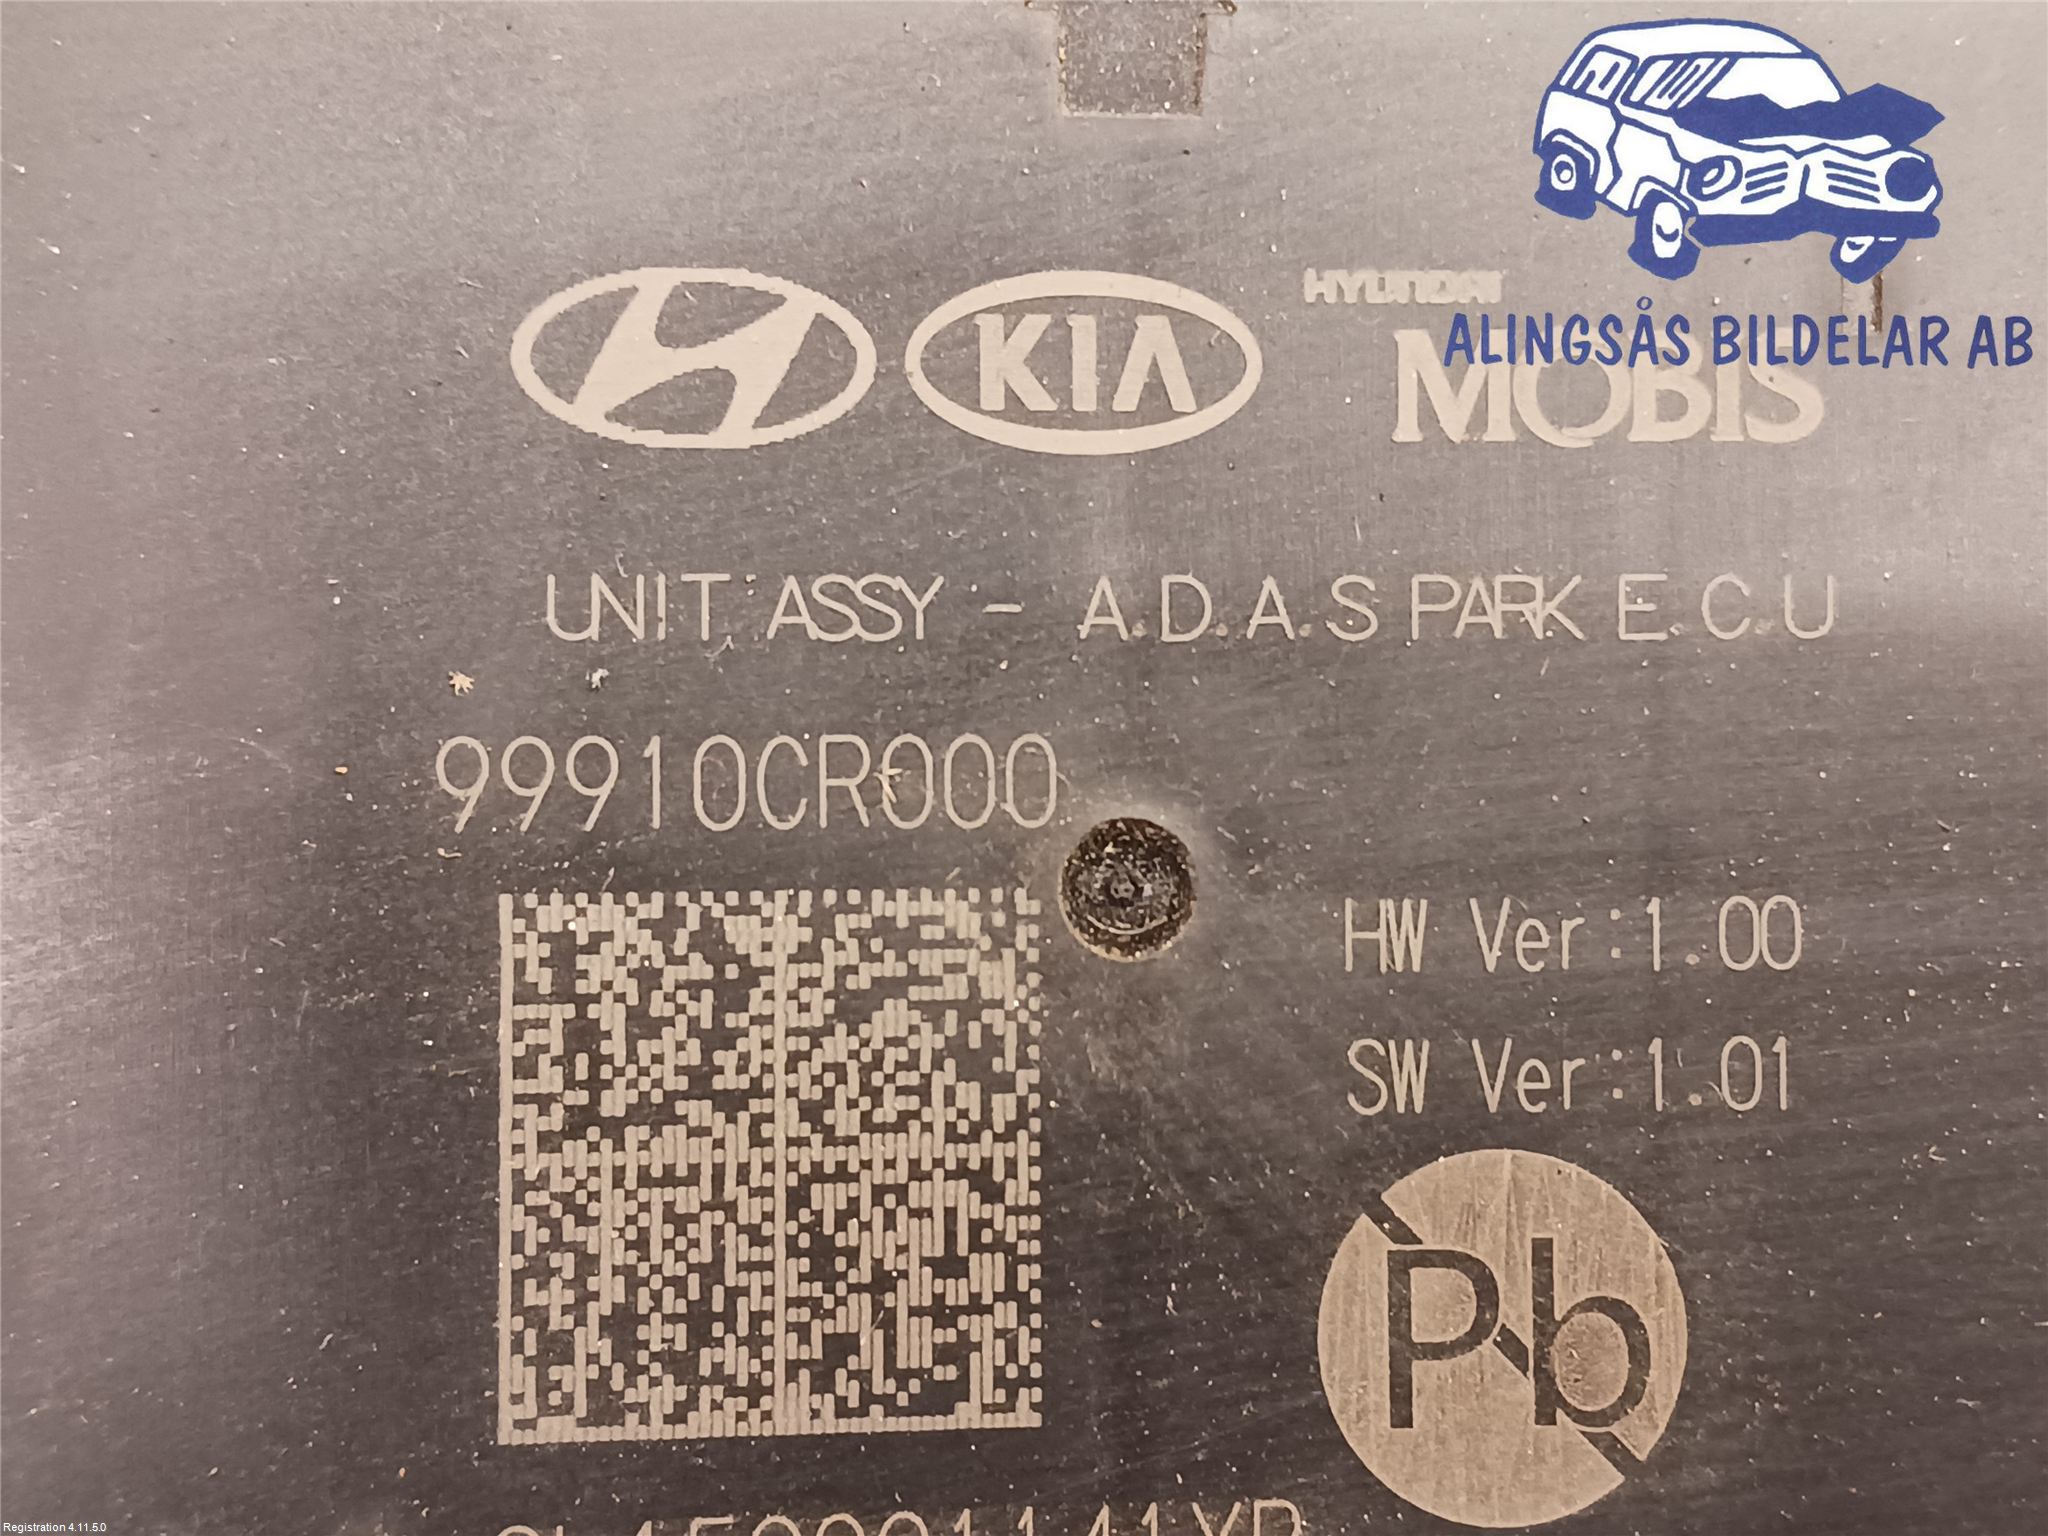 HYUNDAI
KIA
MOBIS
ALINGSÅS BILDELAR AB
UNIT ASSY - A.D.A.S PARK E.C.U
99910CR000
HW Ver:1.00
SW Ver:1.01
Pb
Registration 4.11.5.0